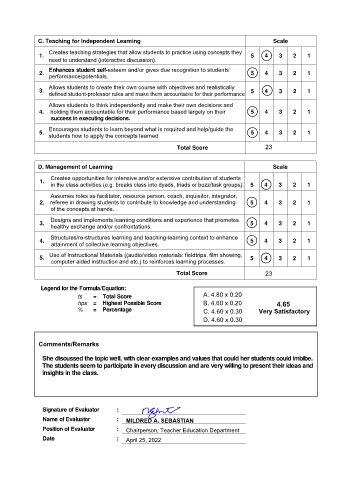 C. Teaching for Independent Learning Scale
1. Creates teaching strategies that allow students to practice using concepts they
need to understand (interactive discussion). 5 4 3 2 1
2. Enhances student self-esteem and/or gives due recognition to students'
performance/potentials. 5 4 3 2 1
3. Allows students to create their own course with objectives and realistically
defined student-professor rules and make them accountable for their performance 5 4 3 2 1
Allows students to think independently and make their own decisions and
4. holding them accountable for their performance based largely on their 5 4 3 2 1
success in executing decisions.
5. Encourages students to learn beyond what is required and help/guide the
students how to apply the concepts learned 5 4 3 2 1
Total Score 23
D. Management of Learning Scale
1. Creates opportunities for intensive and/or extensive contribution of students
in the class activities (e.g. breaks class into dyads, triads or buzz/task groups). 5 4 3 2 1
Assumes roles as facilitator, resource person, coach, inquisitor, integrator,
2. referee in drawing students to contribute to knowledge and understanding 5 4 3 2 1
of the concepts at hands.
3. Designs and implements learning conditions and experience that promotes
healthy exchange and/or confrontations. 5 4 3 2 1
4. Structures/re-structures learning and teaching-learning context to enhance
attainment of collective learning objectives. 5 4 3 2 1
5. Use of Instructional Materials ((audio/video materials: fieldtrips, film showing,
computer aided instruction and etc.) to reinforces learning processes. 5 4 3 2 1
Total Score 23
Legend for the Formula/Equation:
ts = Total Score
hps = Highest Possible Score
% = Percentage
A. 4.80 x 0.20
B. 4.60 x 0.20
C. 4.60 x 0.30
D. 4.60 x 0.30
4.65
Very Satisfactory
Comments/Remarks
She discussed the topic well, with clear examples and values that could her students could imbibe.
The students seem to participate in every discussion and are very willing to present their ideas and
insights in the class.
Signature of Evaluator :
Name of Evaluator : MILDRED A. SEBASTIAN
Position of Evaluator : Chairperson, Teacher Education Department
Date : April 25, 2022